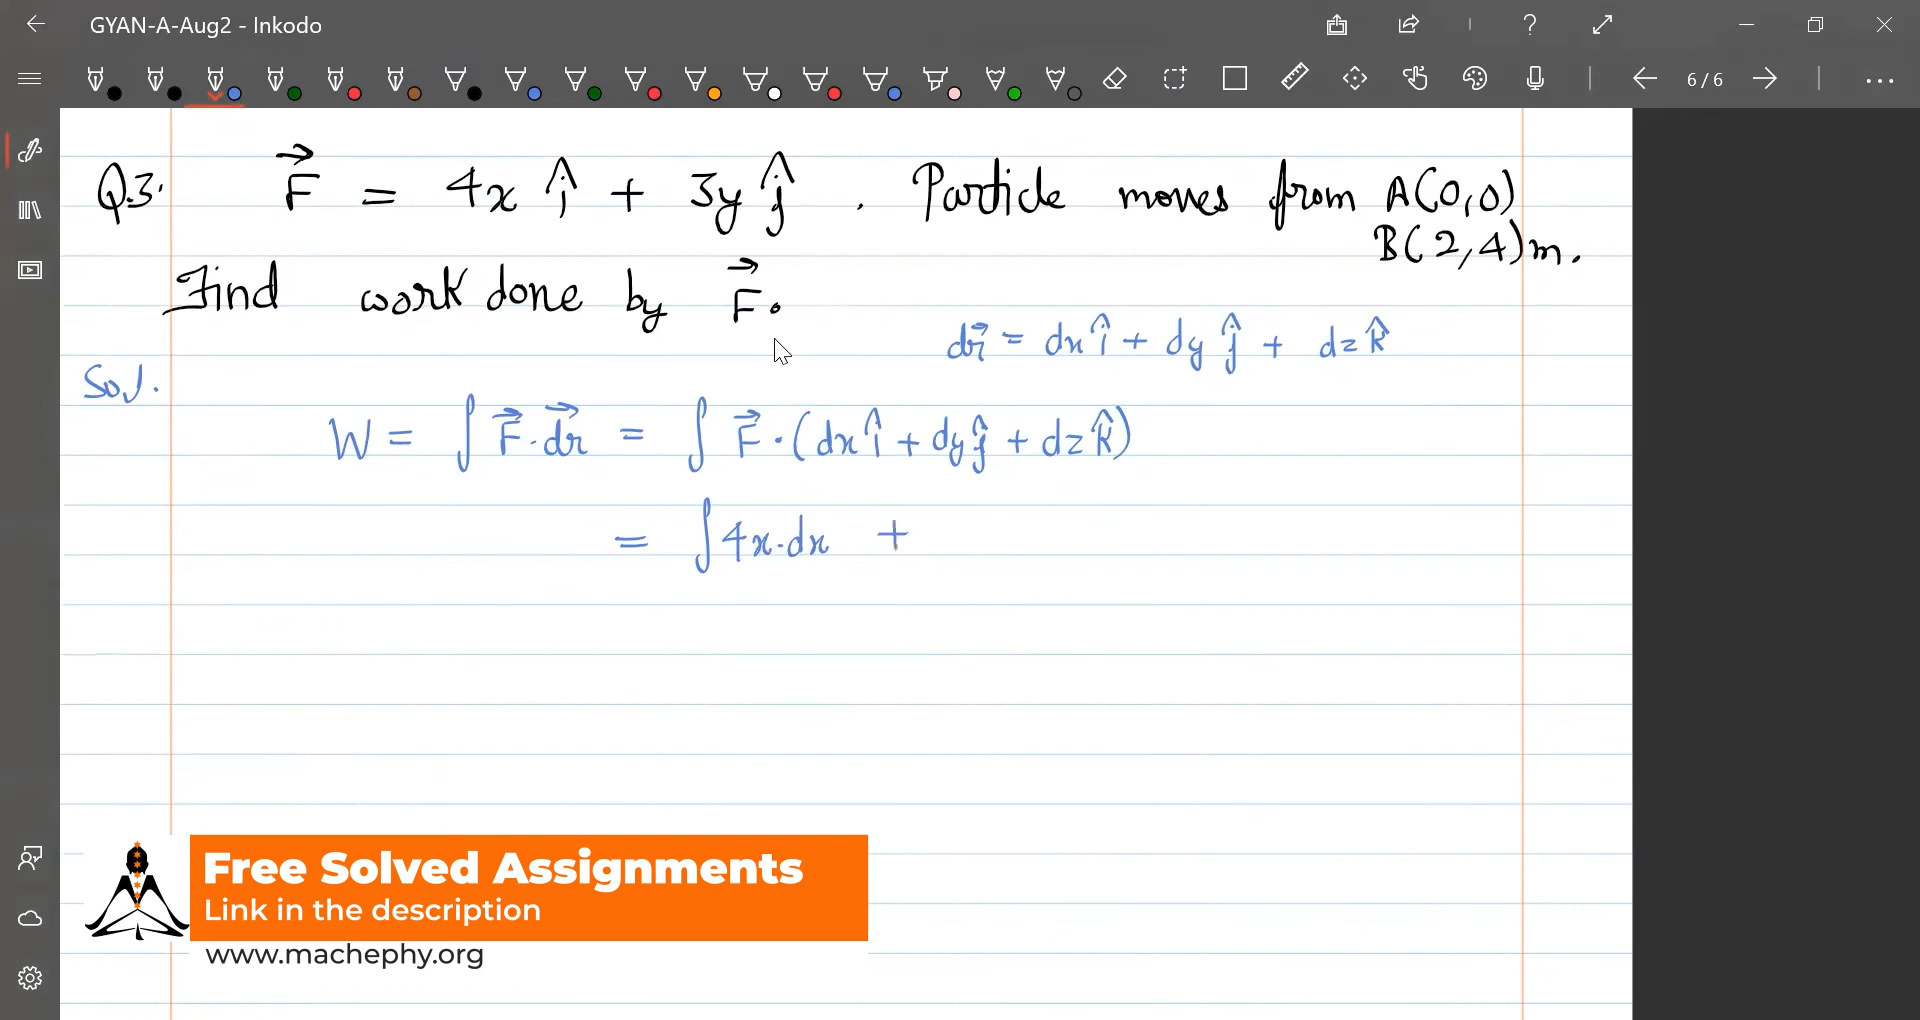 GYAN-A-Aug2 - Inkodo
6 / 6
Q.3. F⃗ = 4x î + 3y ĵ . Particle moves from A(0,0)
B(2,4)m.
Find work done by F⃗.
dr⃗ = dx î + dy ĵ + dz k̂
Sol.
W = ∫ F⃗ . dr⃗ = ∫ F⃗ . (dx î + dy ĵ + dz k̂)
= ∫ 4x . dx +
Free Solved Assignments
Link in the description
www.machephy.org